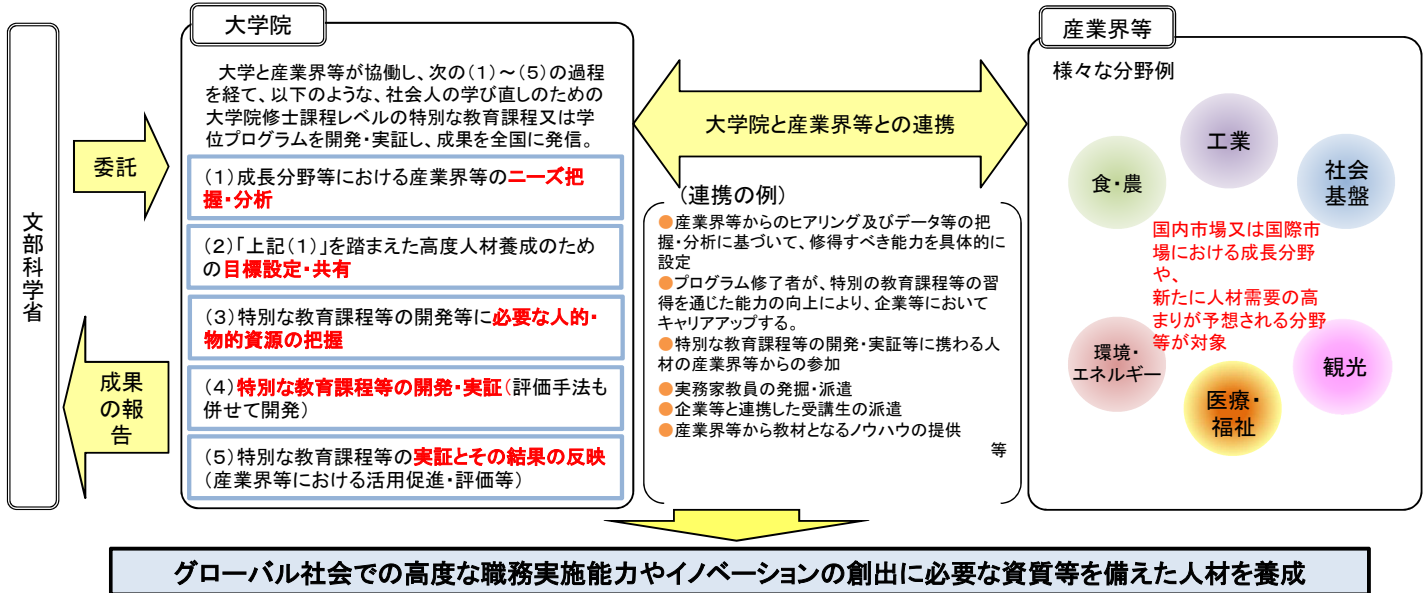 文部科学省
委託
成果
の報
告
大学院
大学と産業界等が協働し、次の(1)~(5)の過程
を経て、以下のような、社会人の学び直しのための
大学院修士課程レベルの特別な教育課程又は学
位プログラムを開発・実証し、成果を全国に発信。
(1)成長分野等における産業界等のニーズ把
握・分析
(2)「上記(1)」を踏まえた高度人材養成のため
の目標設定・共有
(3)特別な教育課程等の開発等に必要な人的・
物的資源の把握
(4)特別な教育課程等の開発・実証(評価手法も
併せて開発)
(5)特別な教育課程等の実証とその結果の反映
(産業界等における活用促進・評価等)
大学院と産業界等との連携
(連携の例)
●産業界等からのヒアリング及びデータ等の把
握・分析に基づいて、修得すべき能力を具体的に
設定
●プログラム修了者が、特別の教育課程等の習
得を通じた能力の向上により、企業等において
キャリアアップする。
●特別な教育課程等の開発・実証等に携わる人
材の産業界等からの参加
●実務家教員の発掘・派遣
●企業等と連携した受講生の派遣
●産業界等から教材となるノウハウの提供
等
産業界等
様々な分野例
工業
食・農
社会
基盤
国内市場又は国際市
場における成長分野
や、
新たに人材需要の高
まりが予想される分野
等が対象
環境・
エネルギー
観光
医療・
福祉
グローバル社会での高度な職務実施能力やイノベーションの創出に必要な資質等を備えた人材を養成